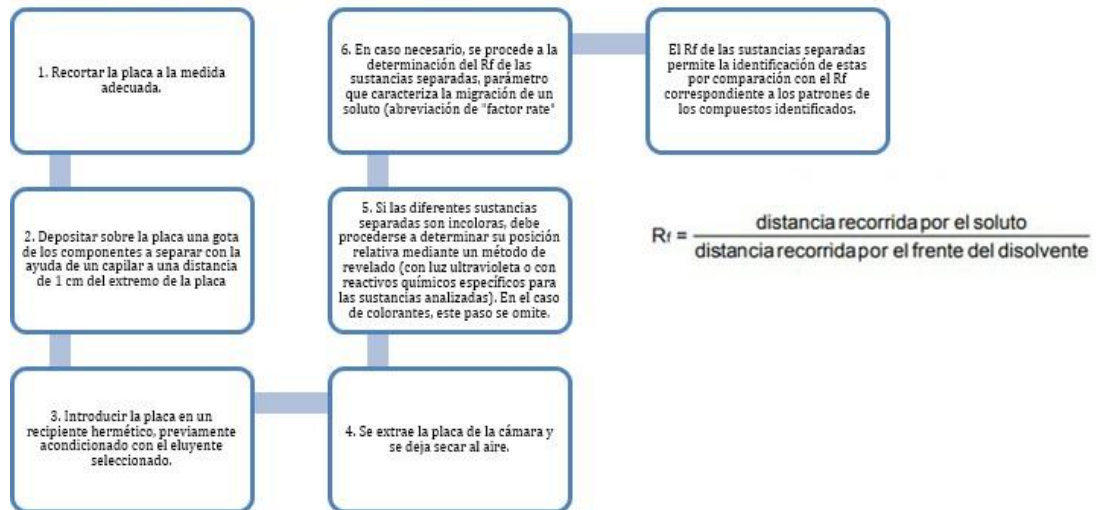 1. Recortar la placa a la medida
adecuada.
2. Depositar sobre la placa una gota
de los componentes a separar con la
ayuda de un capilar a una distancia
de 1 cm del extremo de la placa
3. Introducir la placa en un
recipiente hermético, previamente
acondicionado con el eluyente
seleccionado.
4. Se extrae la placa de la cámara y
se deja secar al aire.
5. Si las diferentes sustancias
separadas son incoloras, debe
procederse a determinar su posición
relativa mediante un método de
revelado (con luz ultravioleta o con
reactivos químicos específicos para
las sustancias analizadas). En el caso
de colorantes, este paso se omite.
6. En caso necesario, se procede a la
determinación del Rf de las
sustancias separadas, parámetro
que caracteriza la migración de un
soluto (abreviación de "factor rate"
El Rf de las sustancias separadas
permite la identificación de estas
por comparación con el Rf
correspondiente a los patrones de
los compuestos identificados.
Rf = distancia recorrida por el soluto
distancia recorrida por el frente del disolvente